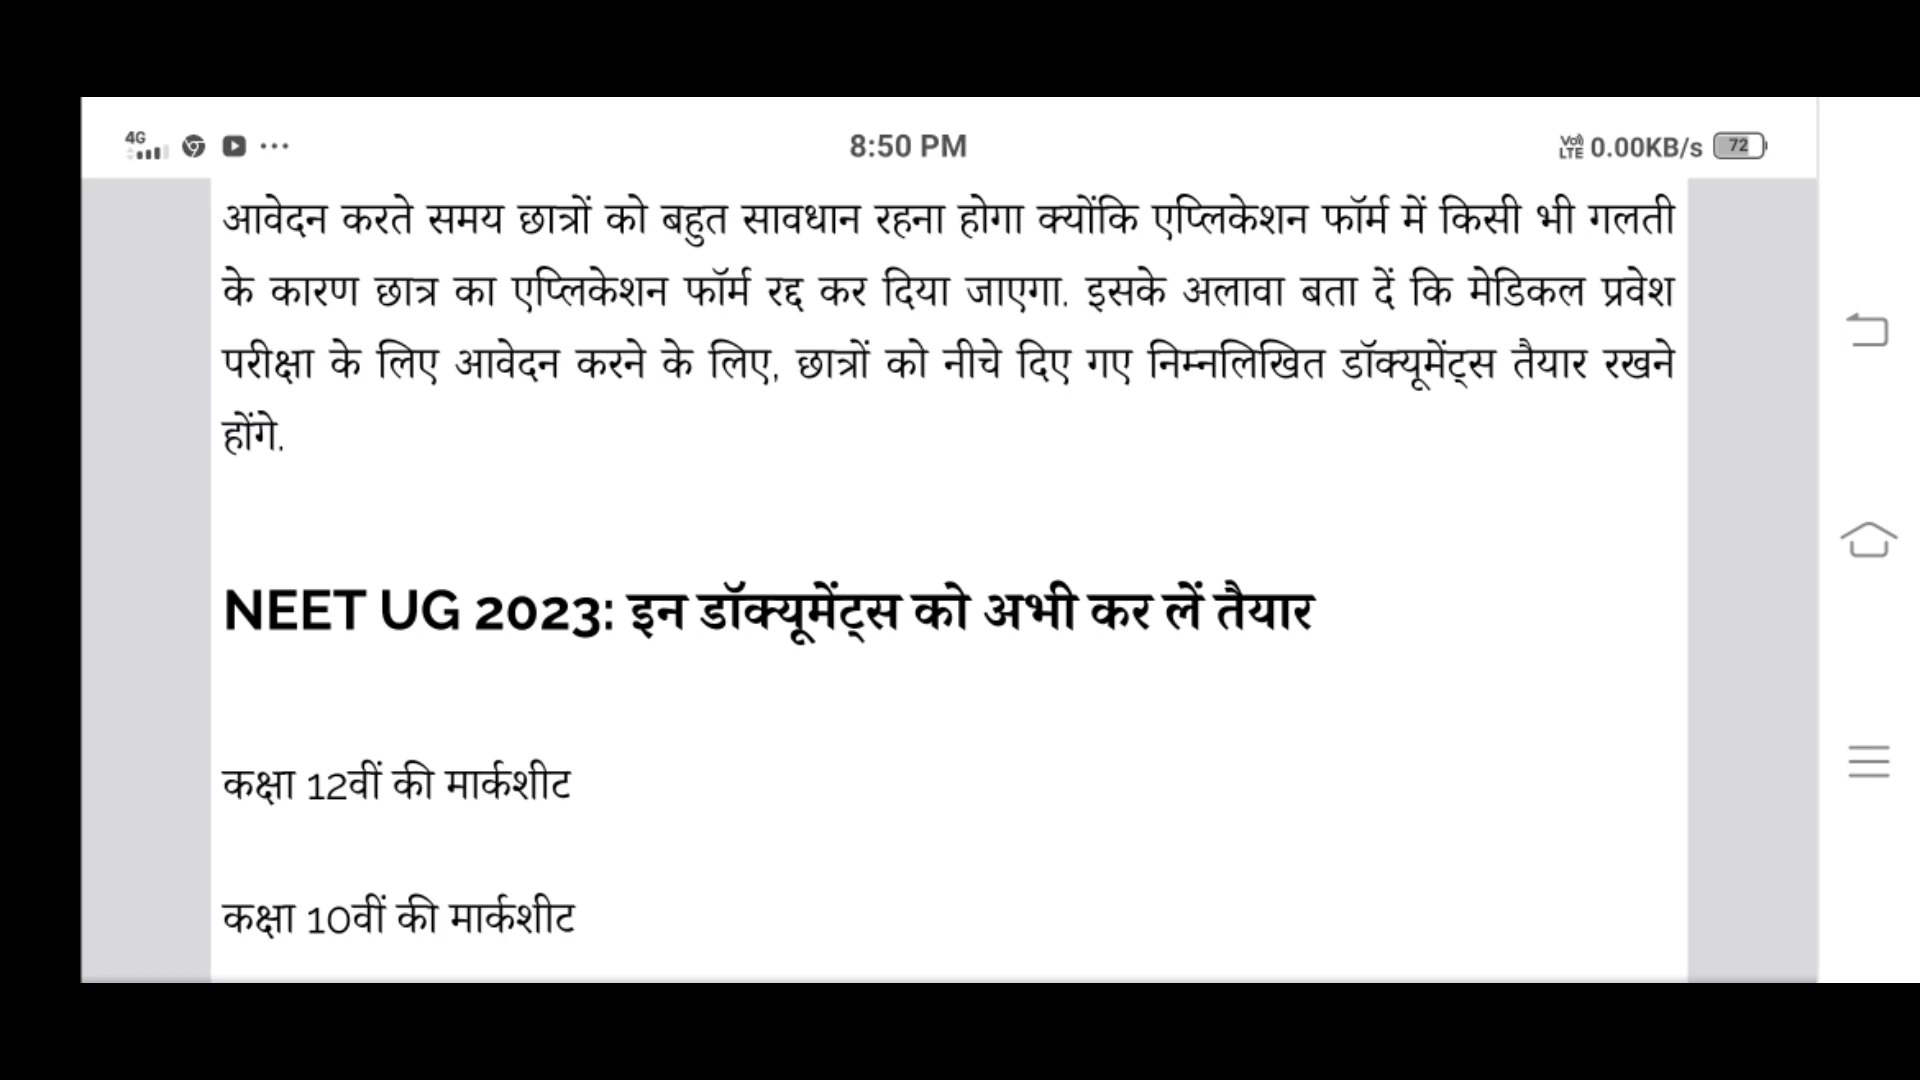 4G 8:50 PM Vo) LTE 0.00KB/s 72
आवेदन करते समय छात्रों को बहुत सावधान रहना होगा क्योंकि एप्लिकेशन फॉर्म में किसी भी गलती
के कारण छात्र का एप्लिकेशन फॉर्म रद्द कर दिया जाएगा. इसके अलावा बता दें कि मेडिकल प्रवेश
परीक्षा के लिए आवेदन करने के लिए, छात्रों को नीचे दिए गए निम्नलिखित डॉक्यूमेंट्स तैयार रखने
होंगे.
NEET UG 2023: इन डॉक्यूमेंट्स को अभी कर लें तैयार
कक्षा 12वीं की मार्कशीट
कक्षा 10वीं की मार्कशीट